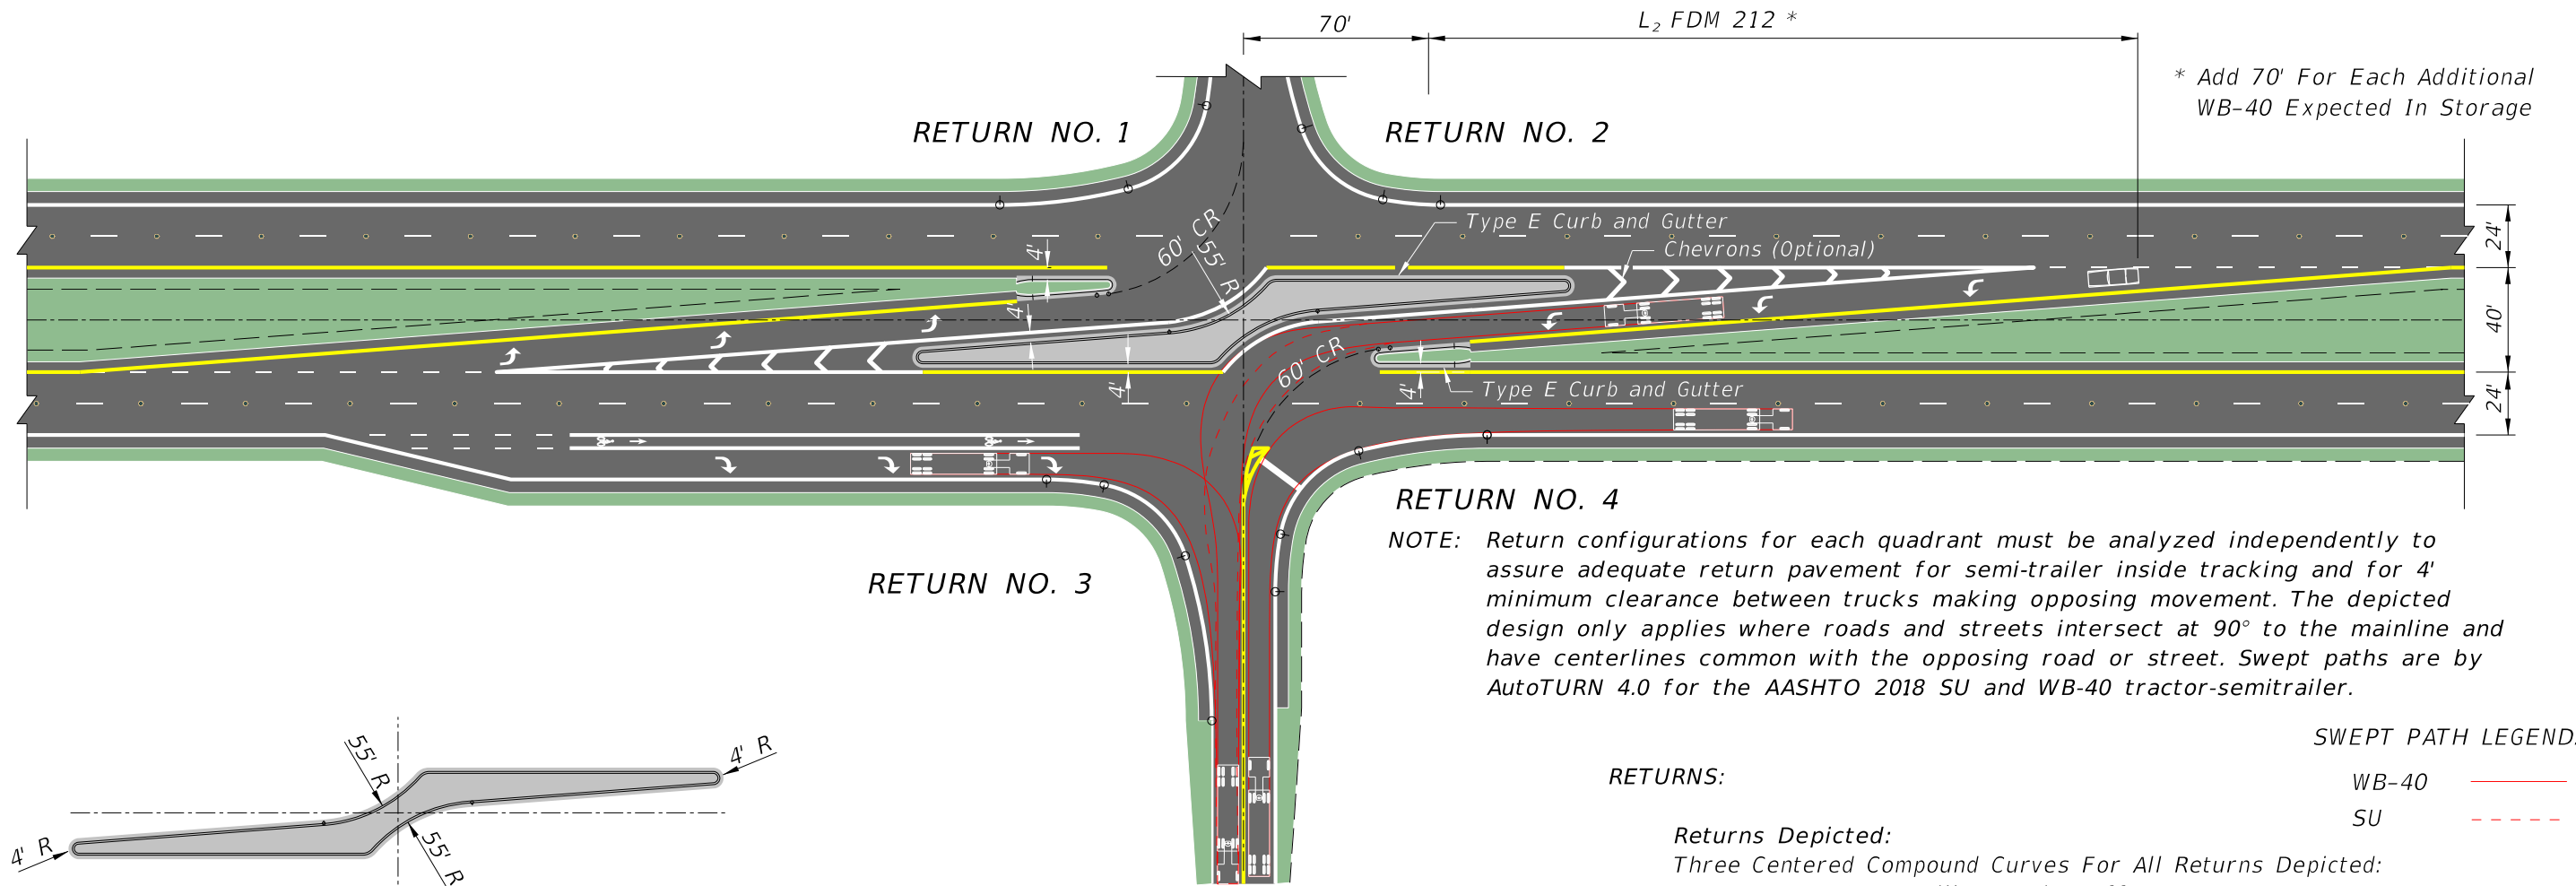 70'
L₂ FDM 212 *
* Add 70' For Each Additional
WB-40 Expected In Storage
RETURN NO. 1
RETURN NO. 2
Type E Curb and Gutter
Chevrons (Optional)
60' CR
55' R
4'
4'
4'
24'
40'
24'
60' CR
4'
Type E Curb and Gutter
RETURN NO. 3
RETURN NO. 4
NOTE: Return configurations for each quadrant must be analyzed independently to
assure adequate return pavement for semi-trailer inside tracking and for 4'
minimum clearance between trucks making opposing movement. The depicted
design only applies where roads and streets intersect at 90° to the mainline and
have centerlines common with the opposing road or street. Swept paths are by
AutoTURN 4.0 for the AASHTO 2018 SU and WB-40 tractor-semitrailer.
55' R
4' R
4' R
55' R
SWEPT PATH LEGEND
WB-40
SU
RETURNS:
Returns Depicted:
Three Centered Compound Curves For All Returns Depicted: